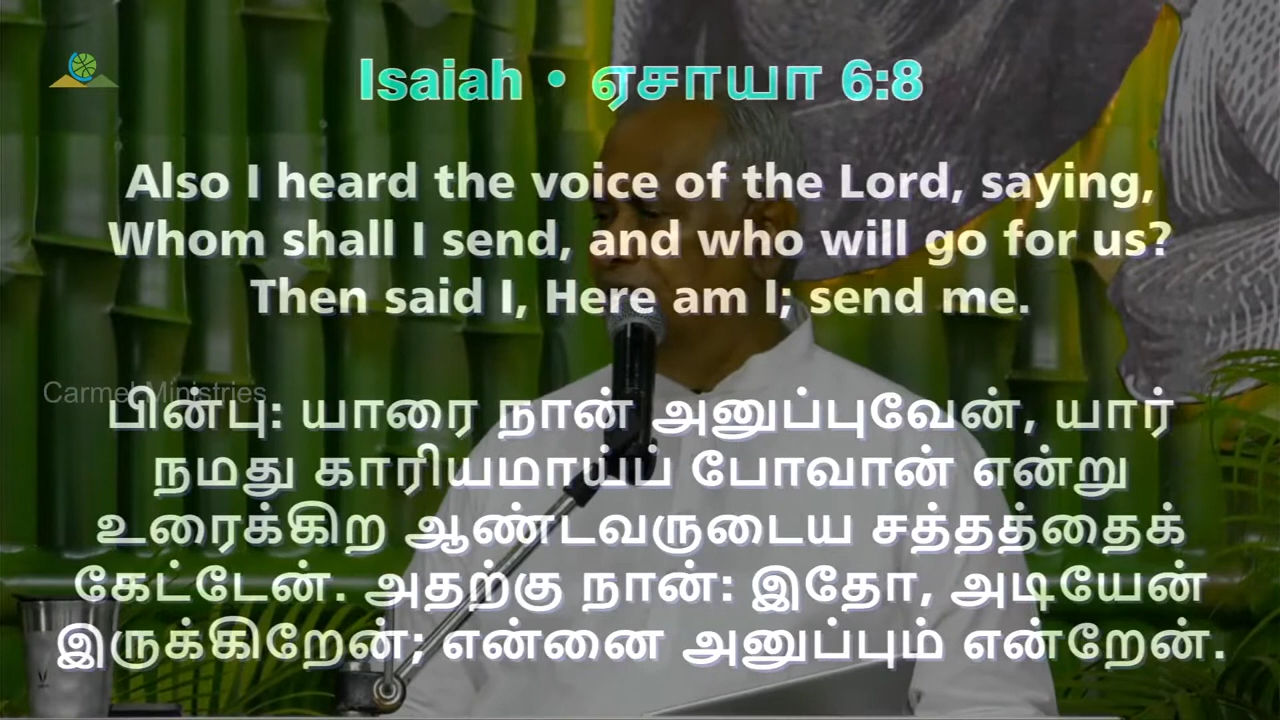 Isaiah • ஏசாயா 6:8
Also I heard the voice of the Lord, saying,
Whom shall I send, and who will go for us?
Then said I, Here am I; send me.
Carmel Ministries
பின்பு: யாரை நான் அனுப்புவேன், யார்
நமது காரியமாய்ப் போவான் என்று
உரைக்கிற ஆண்டவருடைய சத்தத்தைக்
கேட்டேன். அதற்கு நான்: இதோ, அடியேன்
இருக்கிறேன்; என்னை அனுப்பும் என்றேன்.